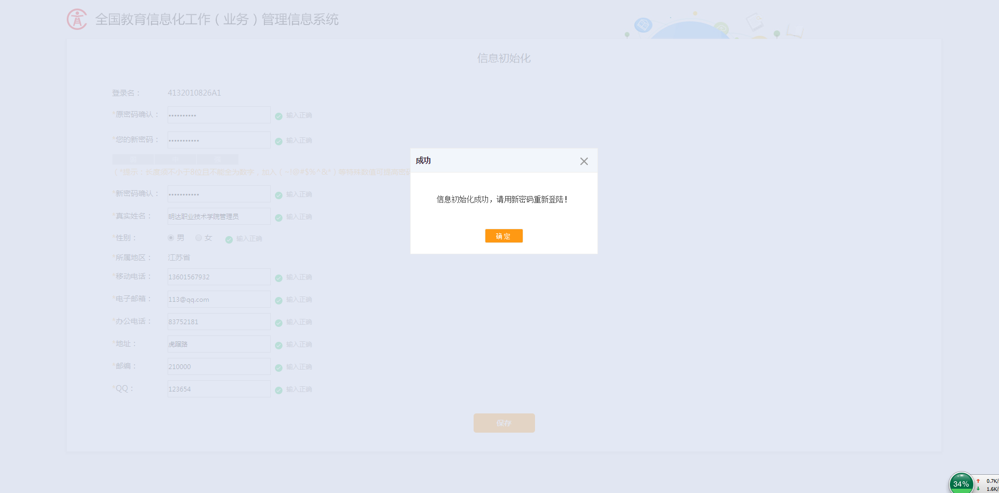 全国教育信息化工作（业务）管理信息系统
信息初始化
登录名： 4132010826A1
*原密码确认： •••••••••• 输入正确
*您的新密码： ••••••••••• 输入正确
（*提示：长度须不小于8位且不能全为数字，加入（~!@#$%^&*）等特殊数值可提高密码
*新密码确认： ••••••••••• 输入正确
*真实姓名： 明达职业技术学院管理员 输入正确
*性别： 男 女 输入正确
*所属地区： 江苏省
*移动电话： 13601567932 输入正确
*电子邮箱： 113@qq.com 输入正确
*办公电话： 83752181 输入正确
*地址： 虎踞路 输入正确
*邮编： 210000 输入正确
*QQ： 123654 输入正确
保存
成功
信息初始化成功，请用新密码重新登陆！
确定
34%
0.7K/
1.6K/